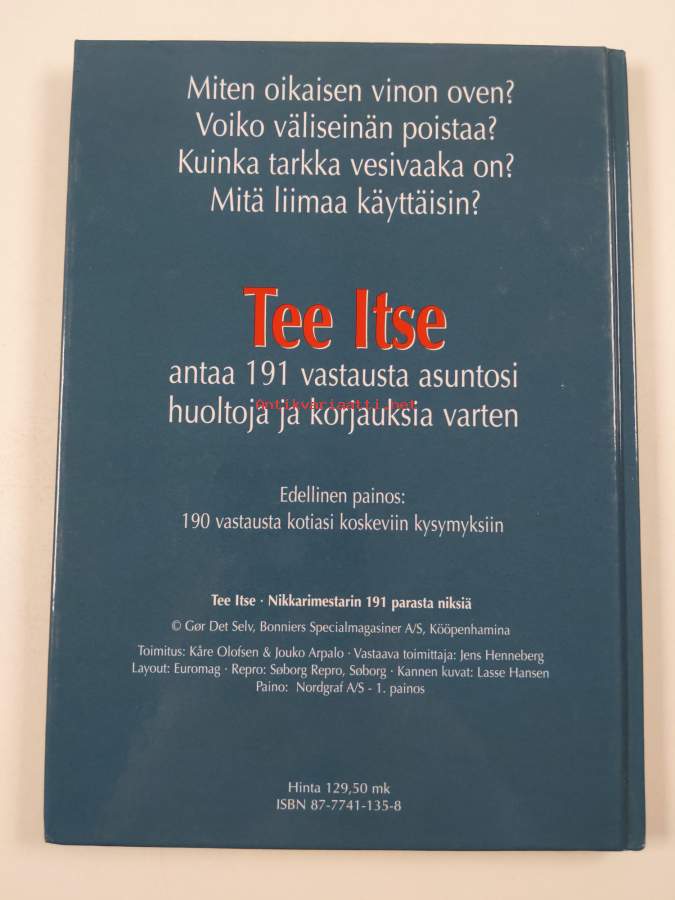 Miten oikaisen vinon oven?
Voiko väliseinän poistaa?
Kuinka tarkka vesivaaka on?
Mitä liimaa käyttäisin?
Tee Itse
antaa 191 vastausta asuntosi
Antikvariaatti.net
huoltoja ja korjauksia varten
Edellinen painos:
190 vastausta kotiasi koskeviin kysymyksiin
Tee Itse · Nikkarimestarin 191 parasta niksiä
© Gør Det Selv, Bonniers Specialmagasiner A/S, Kööpenhamina
Toimitus: Kåre Olofsen & Jouko Arpalo · Vastaava toimittaja: Jens Henneberg
Layout: Euromag · Repro: Søborg Repro, Søborg · Kannen kuvat: Lasse Hansen
Paino: Nordgraf A/S - 1. painos
Hinta 129,50 mk
ISBN 87-7741-135-8